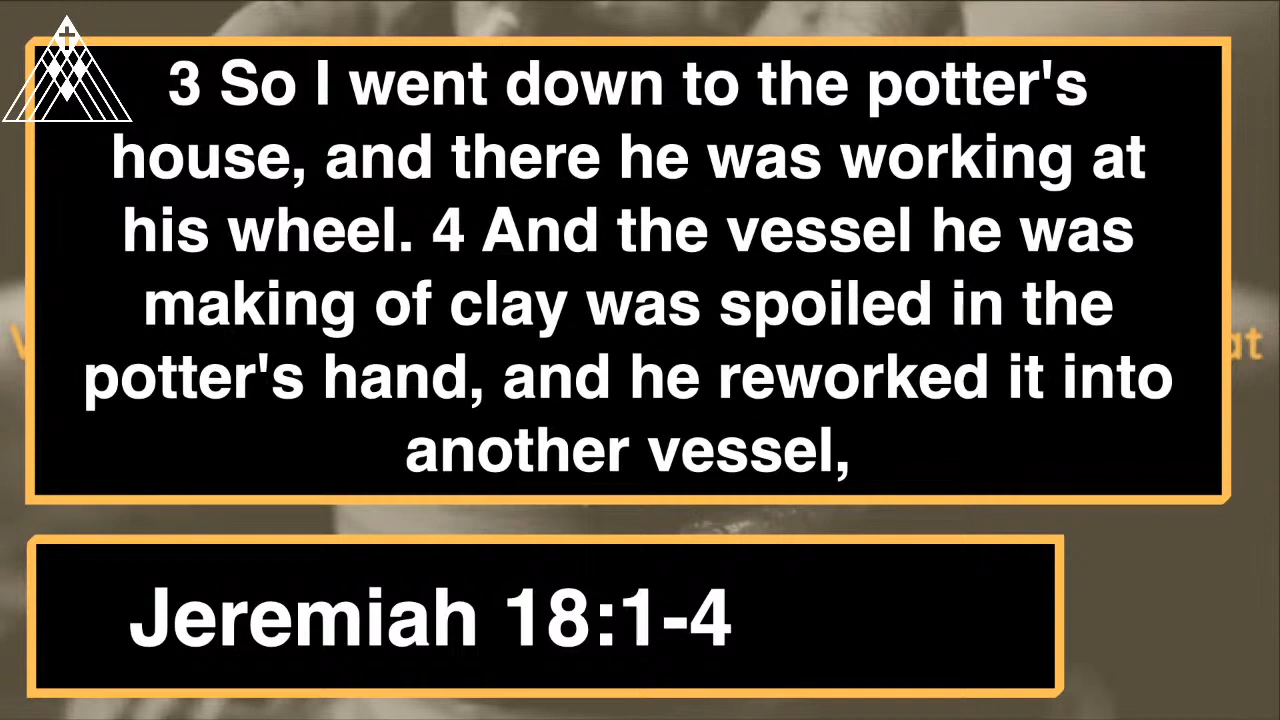 3 So I went down to the potter's
house, and there he was working at
his wheel. 4 And the vessel he was
making of clay was spoiled in the
potter's hand, and he reworked it into
another vessel,
at
Jeremiah 18:1-4